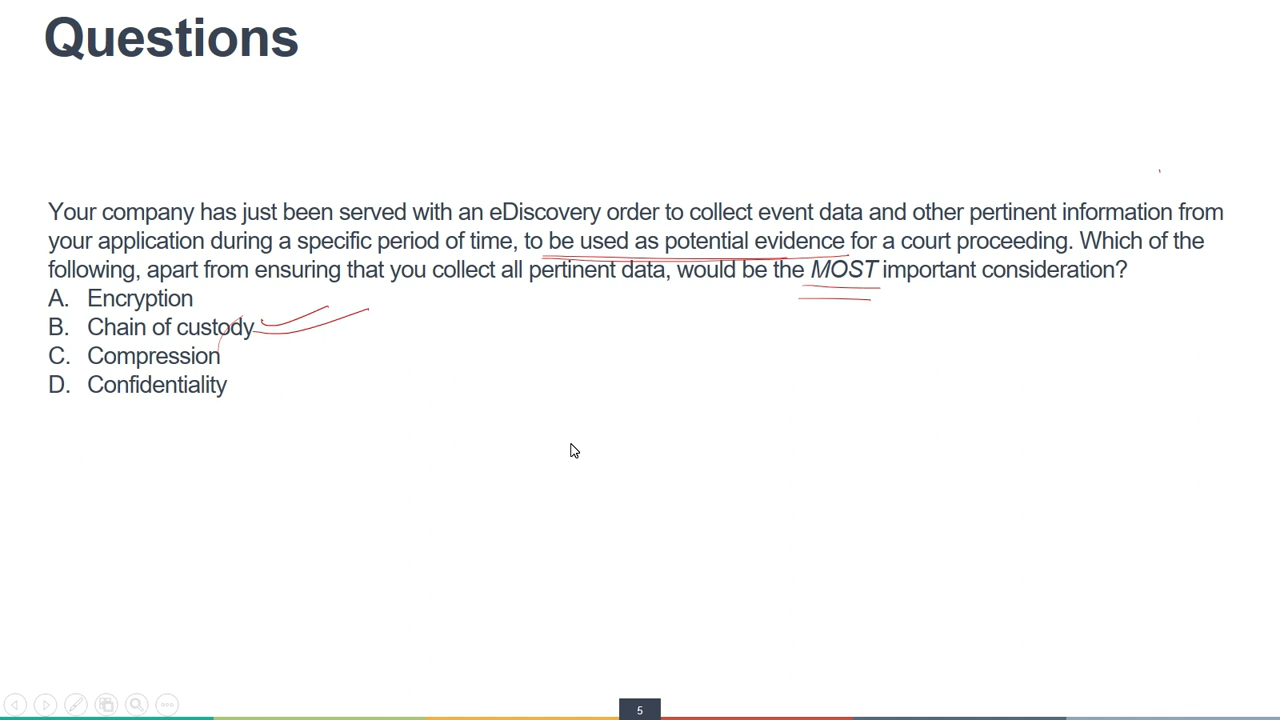 Questions
Your company has just been served with an eDiscovery order to collect event data and other pertinent information from
your application during a specific period of time, to be used as potential evidence for a court proceeding. Which of the
following, apart from ensuring that you collect all pertinent data, would be the MOST important consideration?
A. Encryption
B. Chain of custody
C. Compression
D. Confidentiality
5